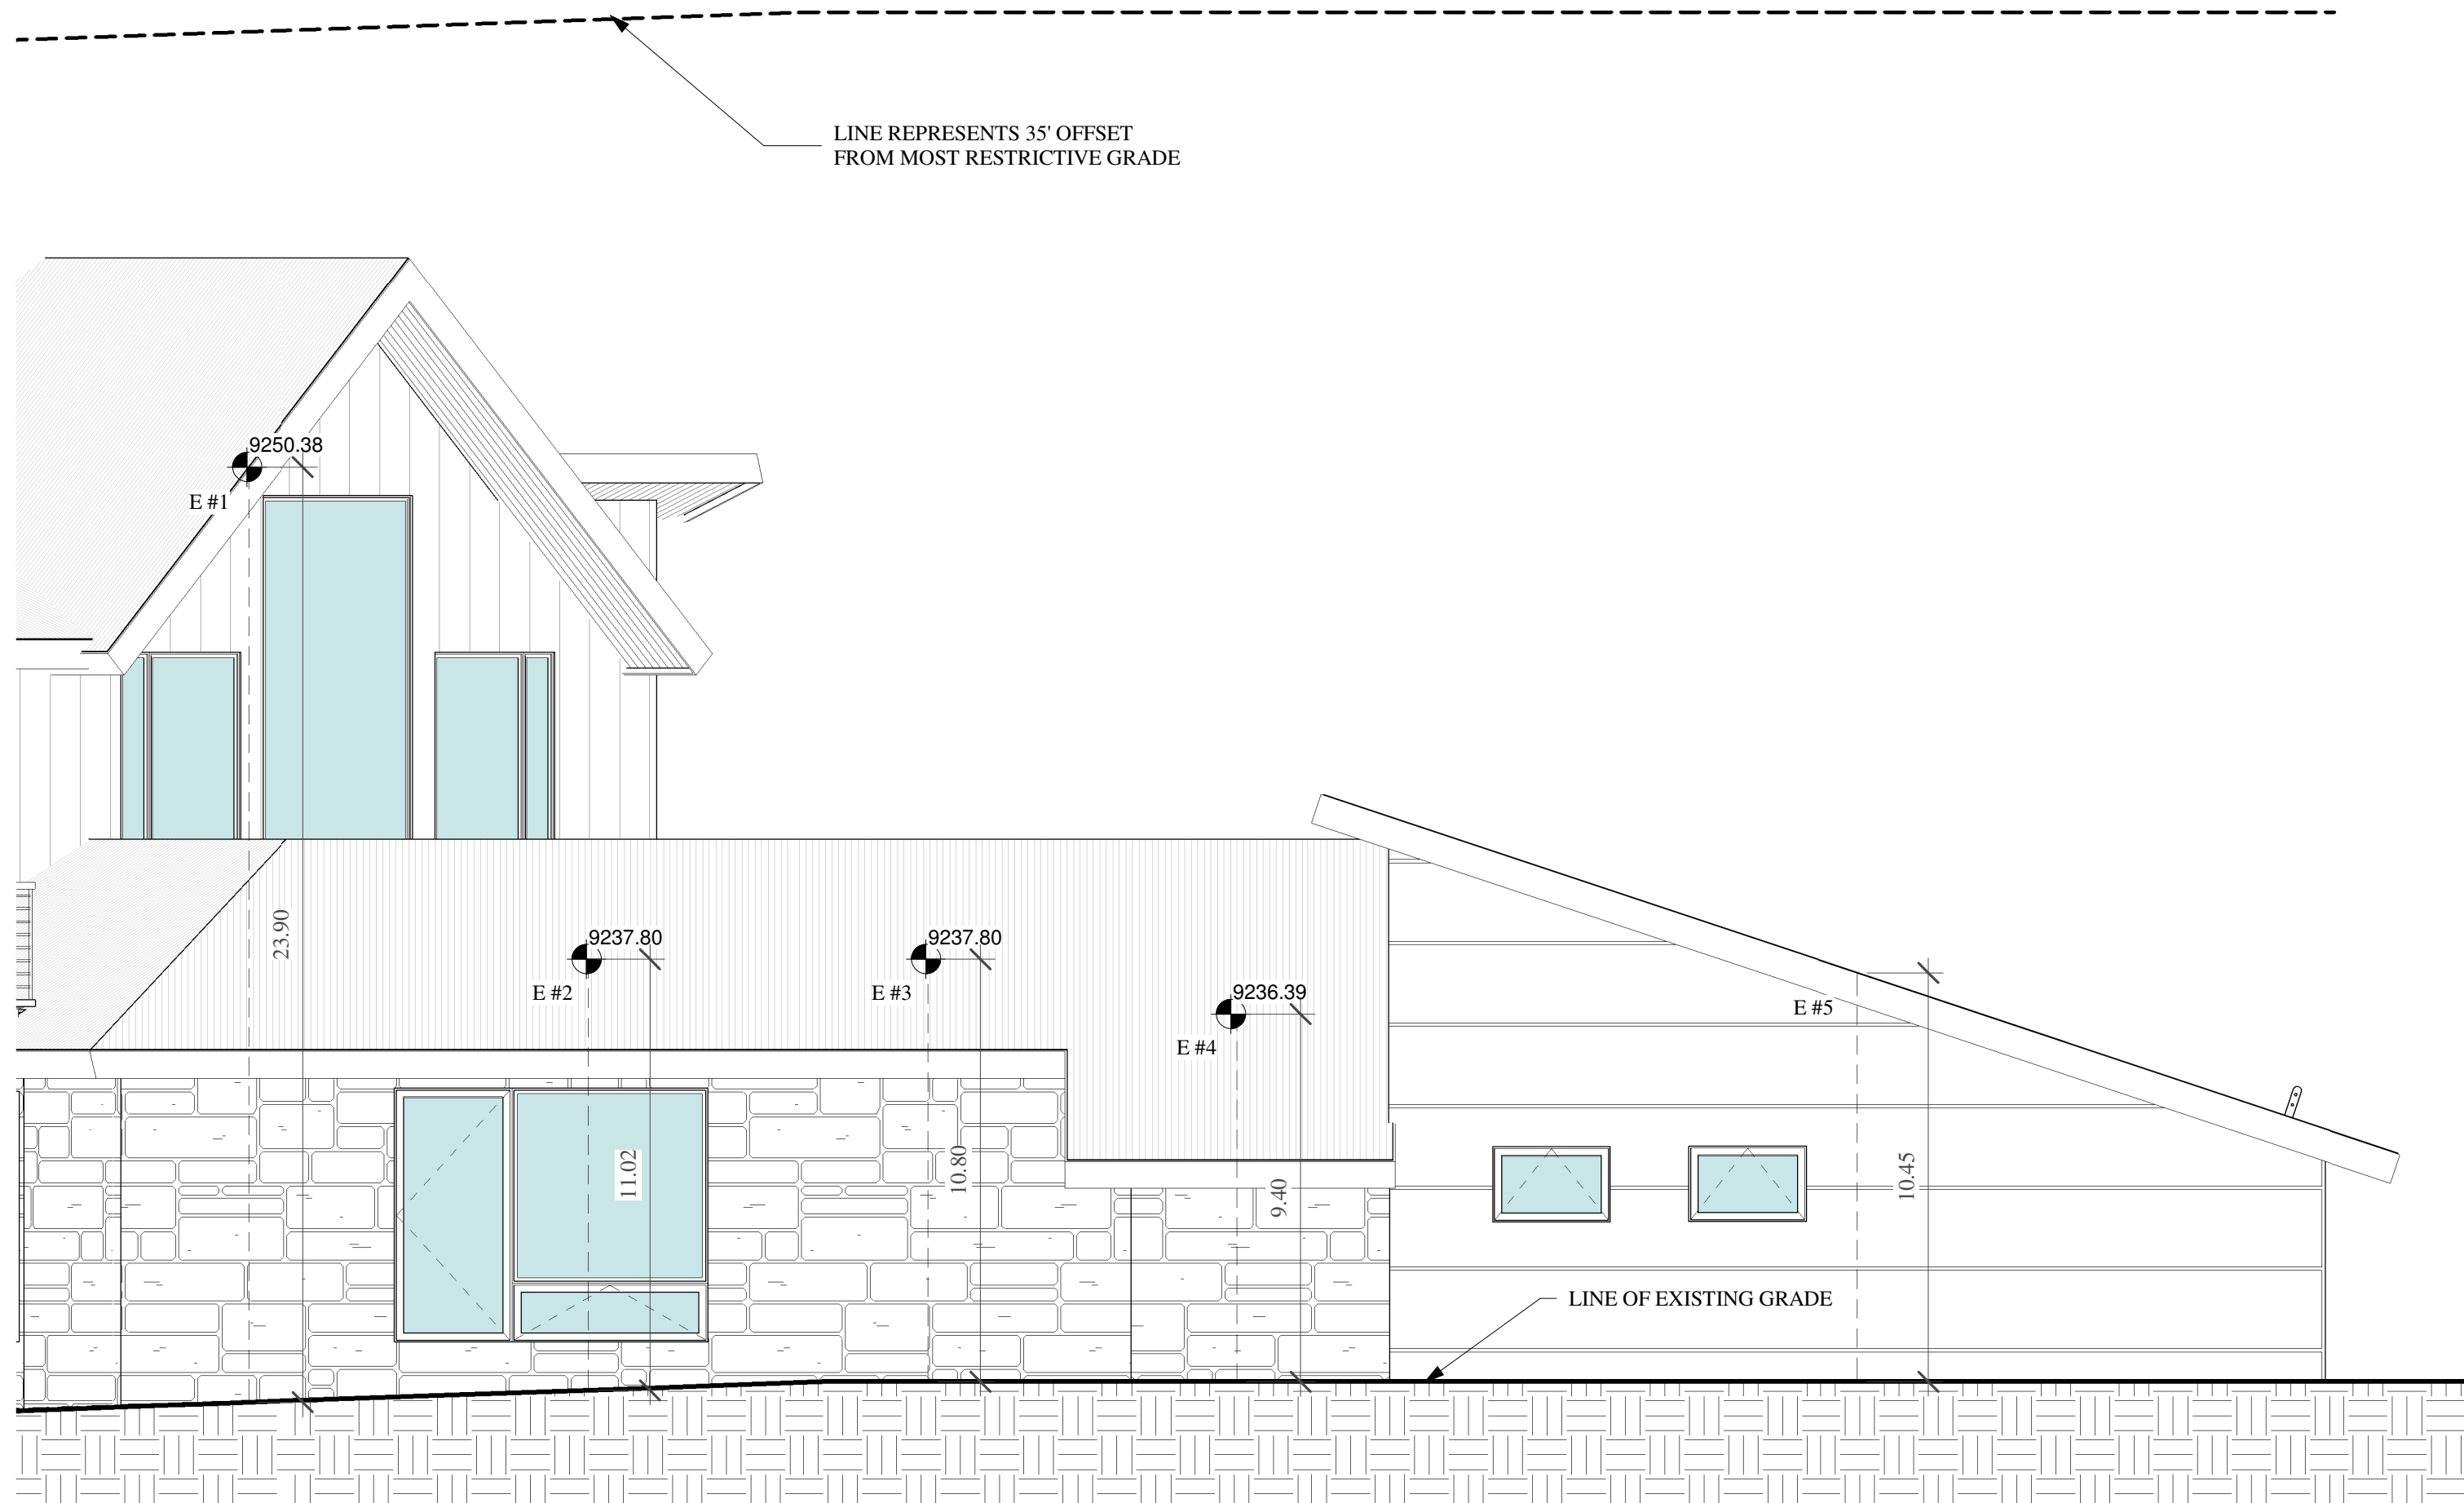 LINE REPRESENTS 35' OFFSET
FROM MOST RESTRICTIVE GRADE
9250.38
E #1
23.90
9237.80
E #2
11.02
9237.80
E #3
10.80
9236.39
E #4
9.40
E #5
10.45
LINE OF EXISTING GRADE